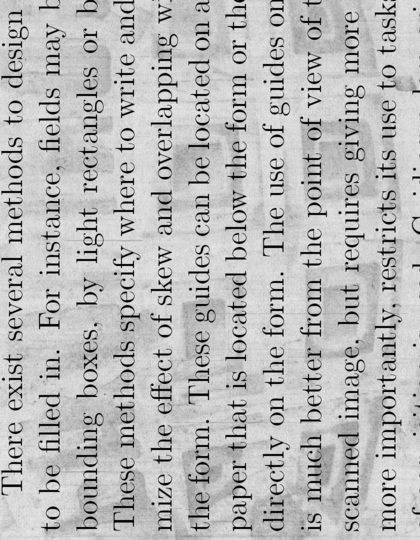 There exist several methods to design
to be filled in. For instance, fields may
bounding boxes, by light rectangles or
These methods specify where to write and
mize the effect of skew and overlapping
the form. These guides can be located on a
paper that is located below the form or
directly on the form. The use of guides on
is much better from the point of view of
scanned image, but requires giving more
more importantly, restricts its use to